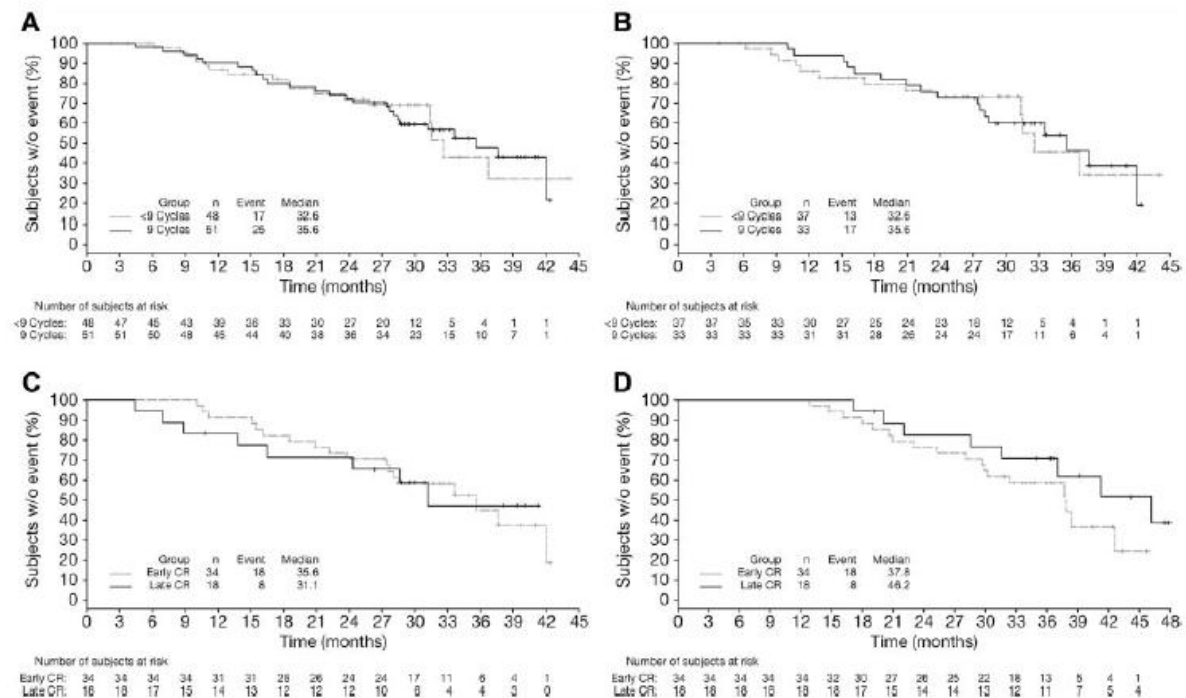 A
Subjects w/o event (%)
100
90
80
70
60
50
40
30
20
10
0
Group n Event Median
<9 Cycles 48 17 32.6
9 Cycles 51 25 35.6
0 3 6 9 12 15 18 21 24 27 30 33 36 39 42 45
Time (months)
Number of subjects at risk
<9 Cycles: 48 47 45 43 39 36 33 30 27 20 12 5 4 1 1
9 Cycles: 51 51 50 48 45 44 40 38 36 34 23 15 10 7 1
B
Subjects w/o event (%)
100
90
80
70
60
50
40
30
20
10
0
Group n Event Median
<9 Cycles 37 13 32.6
9 Cycles 33 17 35.6
0 3 6 9 12 15 18 21 24 27 30 33 36 39 42 45
Time (months)
Number of subjects at risk
<9 Cycles: 37 37 35 33 30 27 25 24 23 18 12 5 4 1 1
9 Cycles: 33 33 33 33 31 31 28 26 24 24 17 11 6 4 1
C
Subjects w/o event (%)
100
90
80
70
60
50
40
30
20
10
0
Group n Event Median
Early CR 34 18 35.6
Late CR 18 8 31.1
0 3 6 9 12 15 18 21 24 27 30 33 36 39 42 45
Time (months)
Number of subjects at risk
Early CR: 34 34 34 34 31 31 28 26 24 24 17 11 6 4 1
Late CR: 18 18 17 15 14 13 12 12 12 10 4 4 3 0
D
Subjects w/o event (%)
100
90
80
70
60
50
40
30
20
10
0
Group n Event Median
Early CR 34 18 37.8
Late CR 18 8 46.2
0 3 6 9 12 15 18 21 24 27 30 33 36 39 42 45 48
Time (months)
Number of subjects at risk
Early CR: 34 34 34 34 34 32 30 27 26 25 22 18 13 5 4 1
Late CR: 18 18 18 18 18 18 17 15 14 14 13 12 4